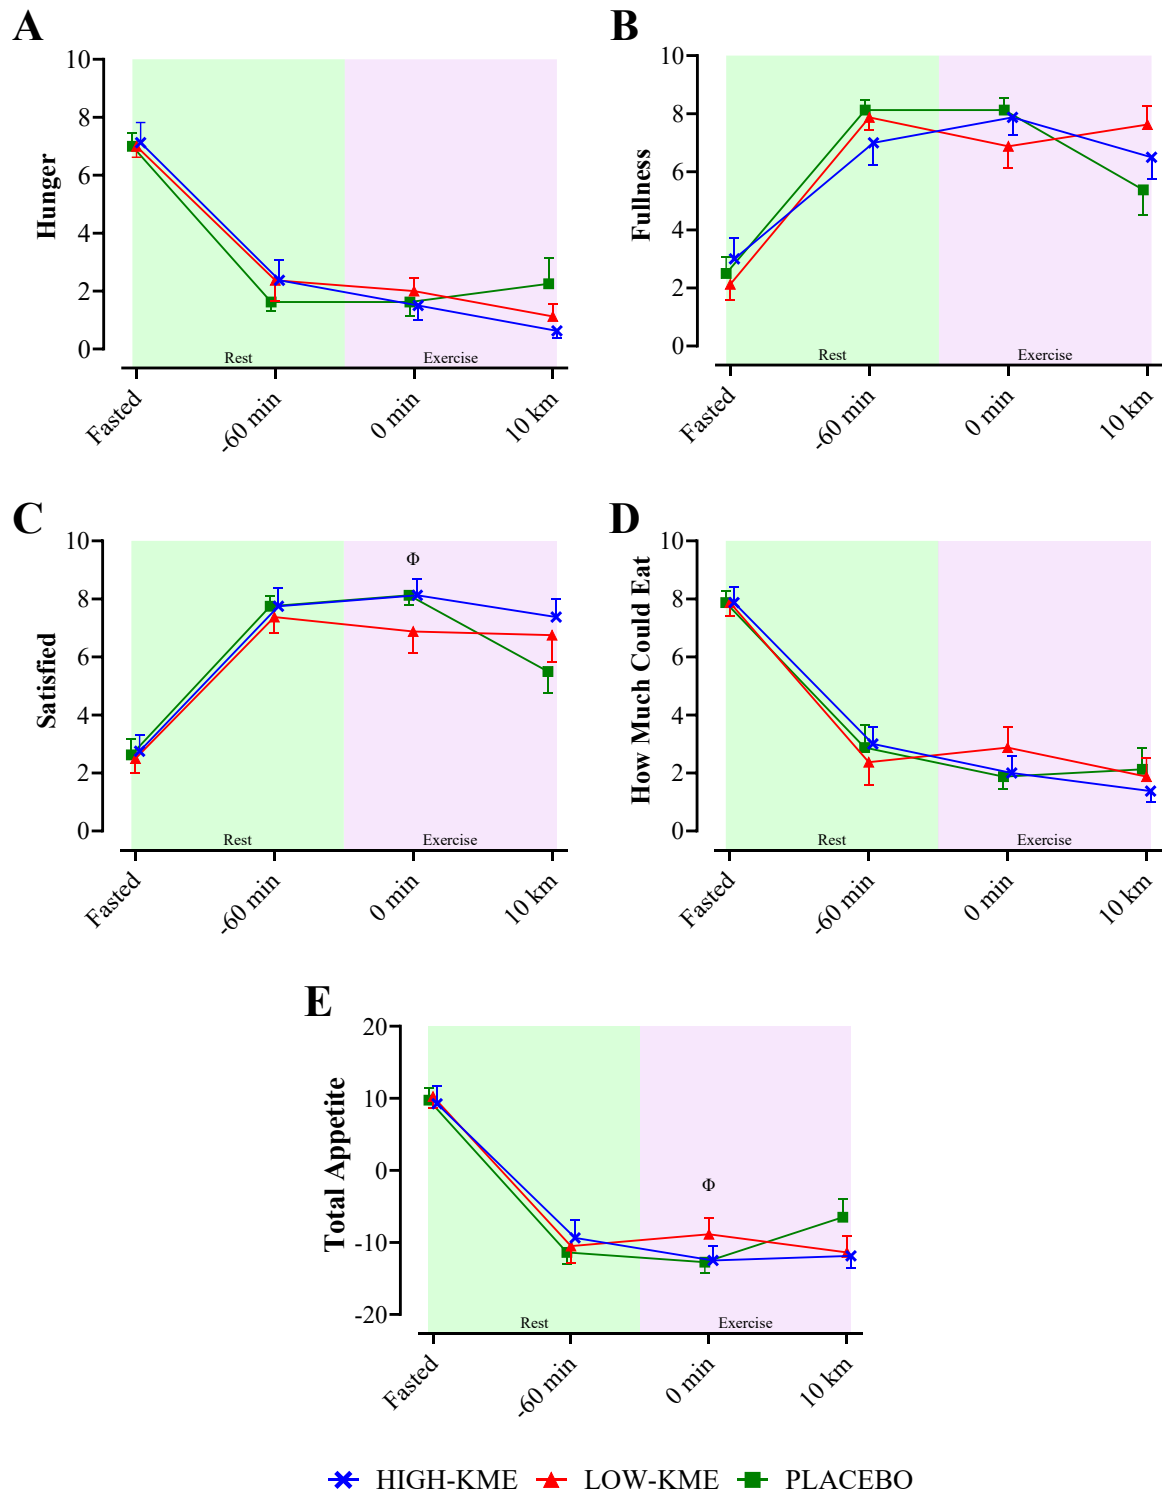 A
Hunger
10
8
6
4
2
0
Rest
Exercise
Fasted
-60 min
0 min
10 km
B
Fullness
10
8
6
4
2
0
Rest
Exercise
Fasted
-60 min
0 min
10 km
C
Satisfied
10
8
6
4
2
0
Φ
Rest
Exercise
Fasted
-60 min
0 min
10 km
D
How Much Could Eat
10
8
6
4
2
0
Rest
Exercise
Fasted
-60 min
0 min
10 km
E
Total Appetite
20
10
0
-10
-20
Φ
Rest
Exercise
Fasted
-60 min
0 min
10 km
HIGH-KME LOW-KME PLACEBO